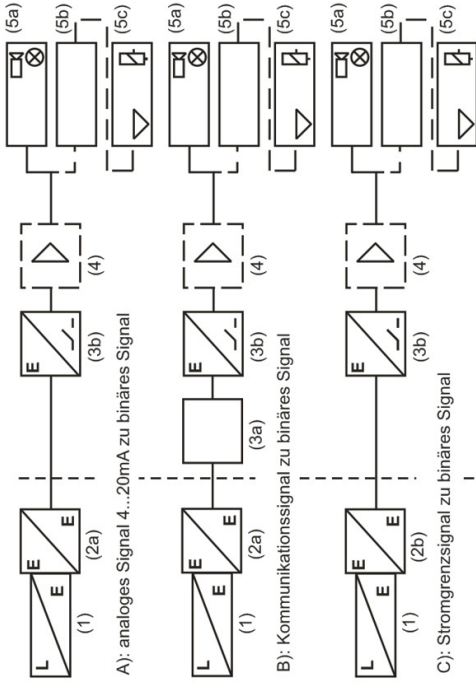 (5a)
(5b)
(5c)
L
E
E
E
E
(1)
(2a)
(3b)
(4)
A): analoges Signal 4...20mA zu binäres Signal
(5a)
(5b)
(5c)
L
E
E
E
E
(1)
(2a)
(3a)
(3b)
(4)
B): Kommunikationssignal zu binäres Signal
(5a)
(5b)
(5c)
L
E
E
E
E
(1)
(2b)
(3b)
(4)
C): Stromgrenzsignal zu binäres Signal